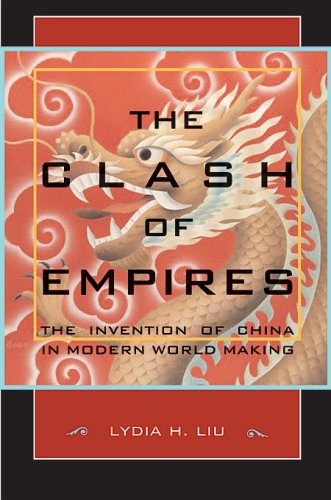 THE
CLASH
OF
EMPIRES
THE INVENTION OF CHINA
IN MODERN WORLD MAKING
LYDIA H. LIU